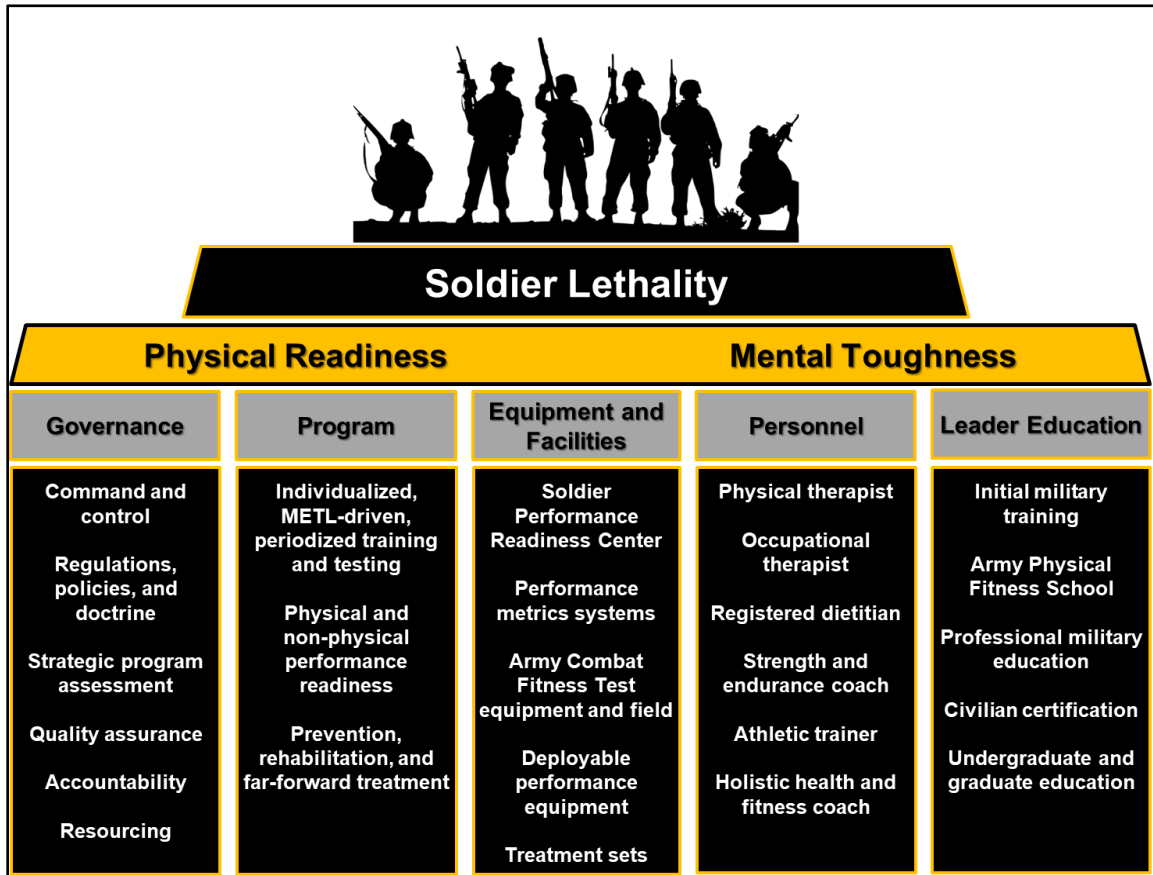 Soldier Lethality
Physical Readiness
Mental Toughness
Governance
Command and
control
Regulations,
policies, and
doctrine
Strategic program
assessment
Quality assurance
Accountability
Resourcing
Program
Individualized,
METL-driven,
periodized training
and testing
Physical and
non-physical
performance
readiness
Prevention,
rehabilitation, and
far-forward treatment
Equipment and
Facilities
Soldier
Performance
Readiness Center
Performance
metrics systems
Army Combat
Fitness Test
equipment and field
Deployable
performance
equipment
Treatment sets
Personnel
Physical therapist
Occupational
therapist
Registered dietitian
Strength and
endurance coach
Athletic trainer
Holistic health and
fitness coach
Leader Education
Initial military
training
Army Physical
Fitness School
Professional military
education
Civilian certification
Undergraduate and
graduate education